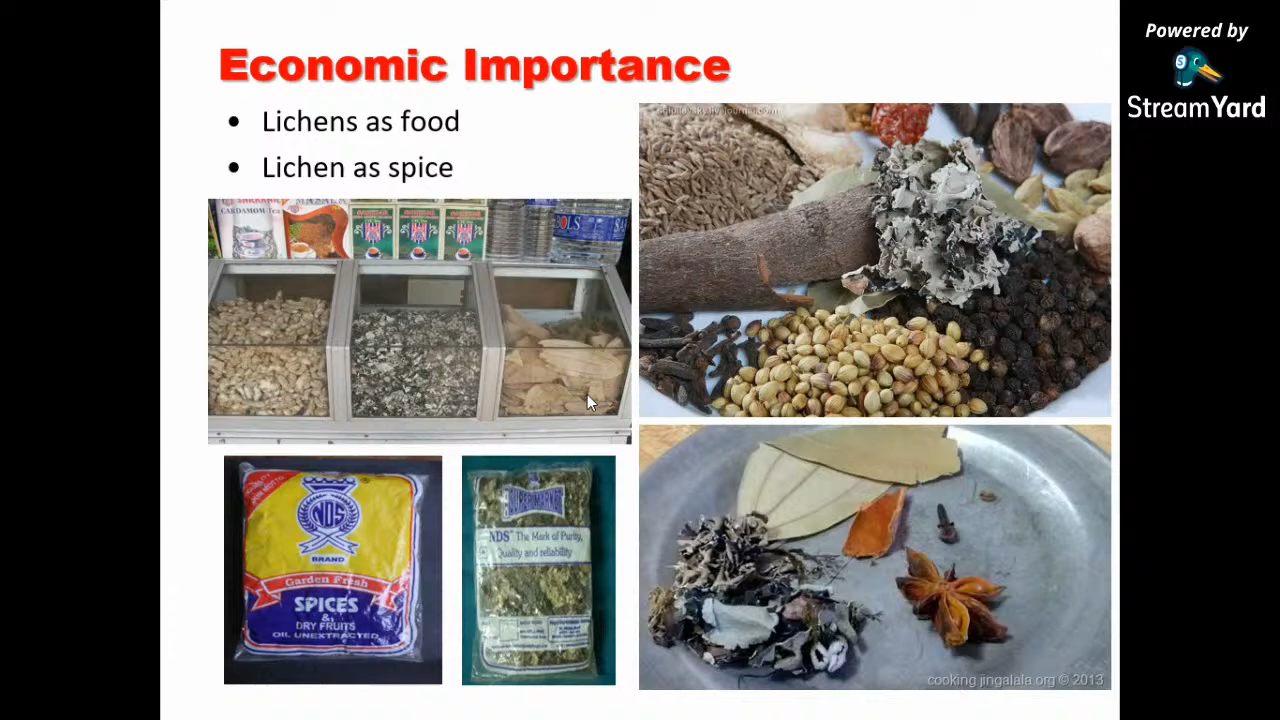 Economic Importance
• Lichens as food
• Lichen as spice
Powered by
StreamYard
CARDAMOM Tea
NDS
BRAND
Garden Fresh
SPICES
&
DRY FRUITS
OIL UNEXTRACTED
NDS The Mark of Purity,
Quality and reliability
cooking jingalala.org © 2013